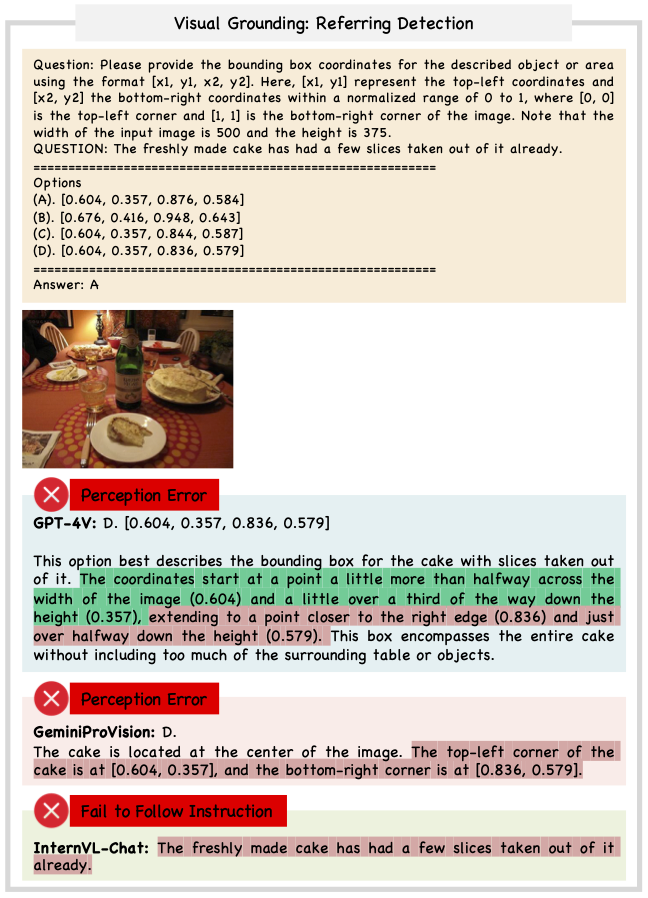 Visual Grounding: Referring Detection
Question: Please provide the bounding box coordinates for the described object or area
using the format [x1, y1, x2, y2]. Here, [x1, y1] represent the top-left coordinates and
[x2, y2] the bottom-right coordinates within a normalized range of 0 to 1, where [0, 0]
is the top-left corner and [1, 1] is the bottom-right corner of the image. Note that the
width of the input image is 500 and the height is 375.
QUESTION: The freshly made cake has had a few slices taken out of it already.
==========================================================
Options
(A). [0.604, 0.357, 0.876, 0.584]
(B). [0.676, 0.416, 0.948, 0.643]
(C). [0.604, 0.357, 0.844, 0.587]
(D). [0.604, 0.357, 0.836, 0.579]
==========================================================
Answer: A
Perception Error
GPT-4V: D. [0.604, 0.357, 0.836, 0.579]
This option best describes the bounding box for the cake with slices taken out
of it. The coordinates start at a point a little more than halfway across the
width of the image (0.604) and a little over a third of the way down the
height (0.357), extending to a point closer to the right edge (0.836) and just
over halfway down the height (0.579). This box encompasses the entire cake
without including too much of the surrounding table or objects.
Perception Error
GeminiProVision: D.
The cake is located at the center of the image. The top-left corner of the
cake is at [0.604, 0.357], and the bottom-right corner is at [0.836, 0.579].
Fail to Follow Instruction
InternVL-Chat: The freshly made cake has had a few slices taken out of it
already.